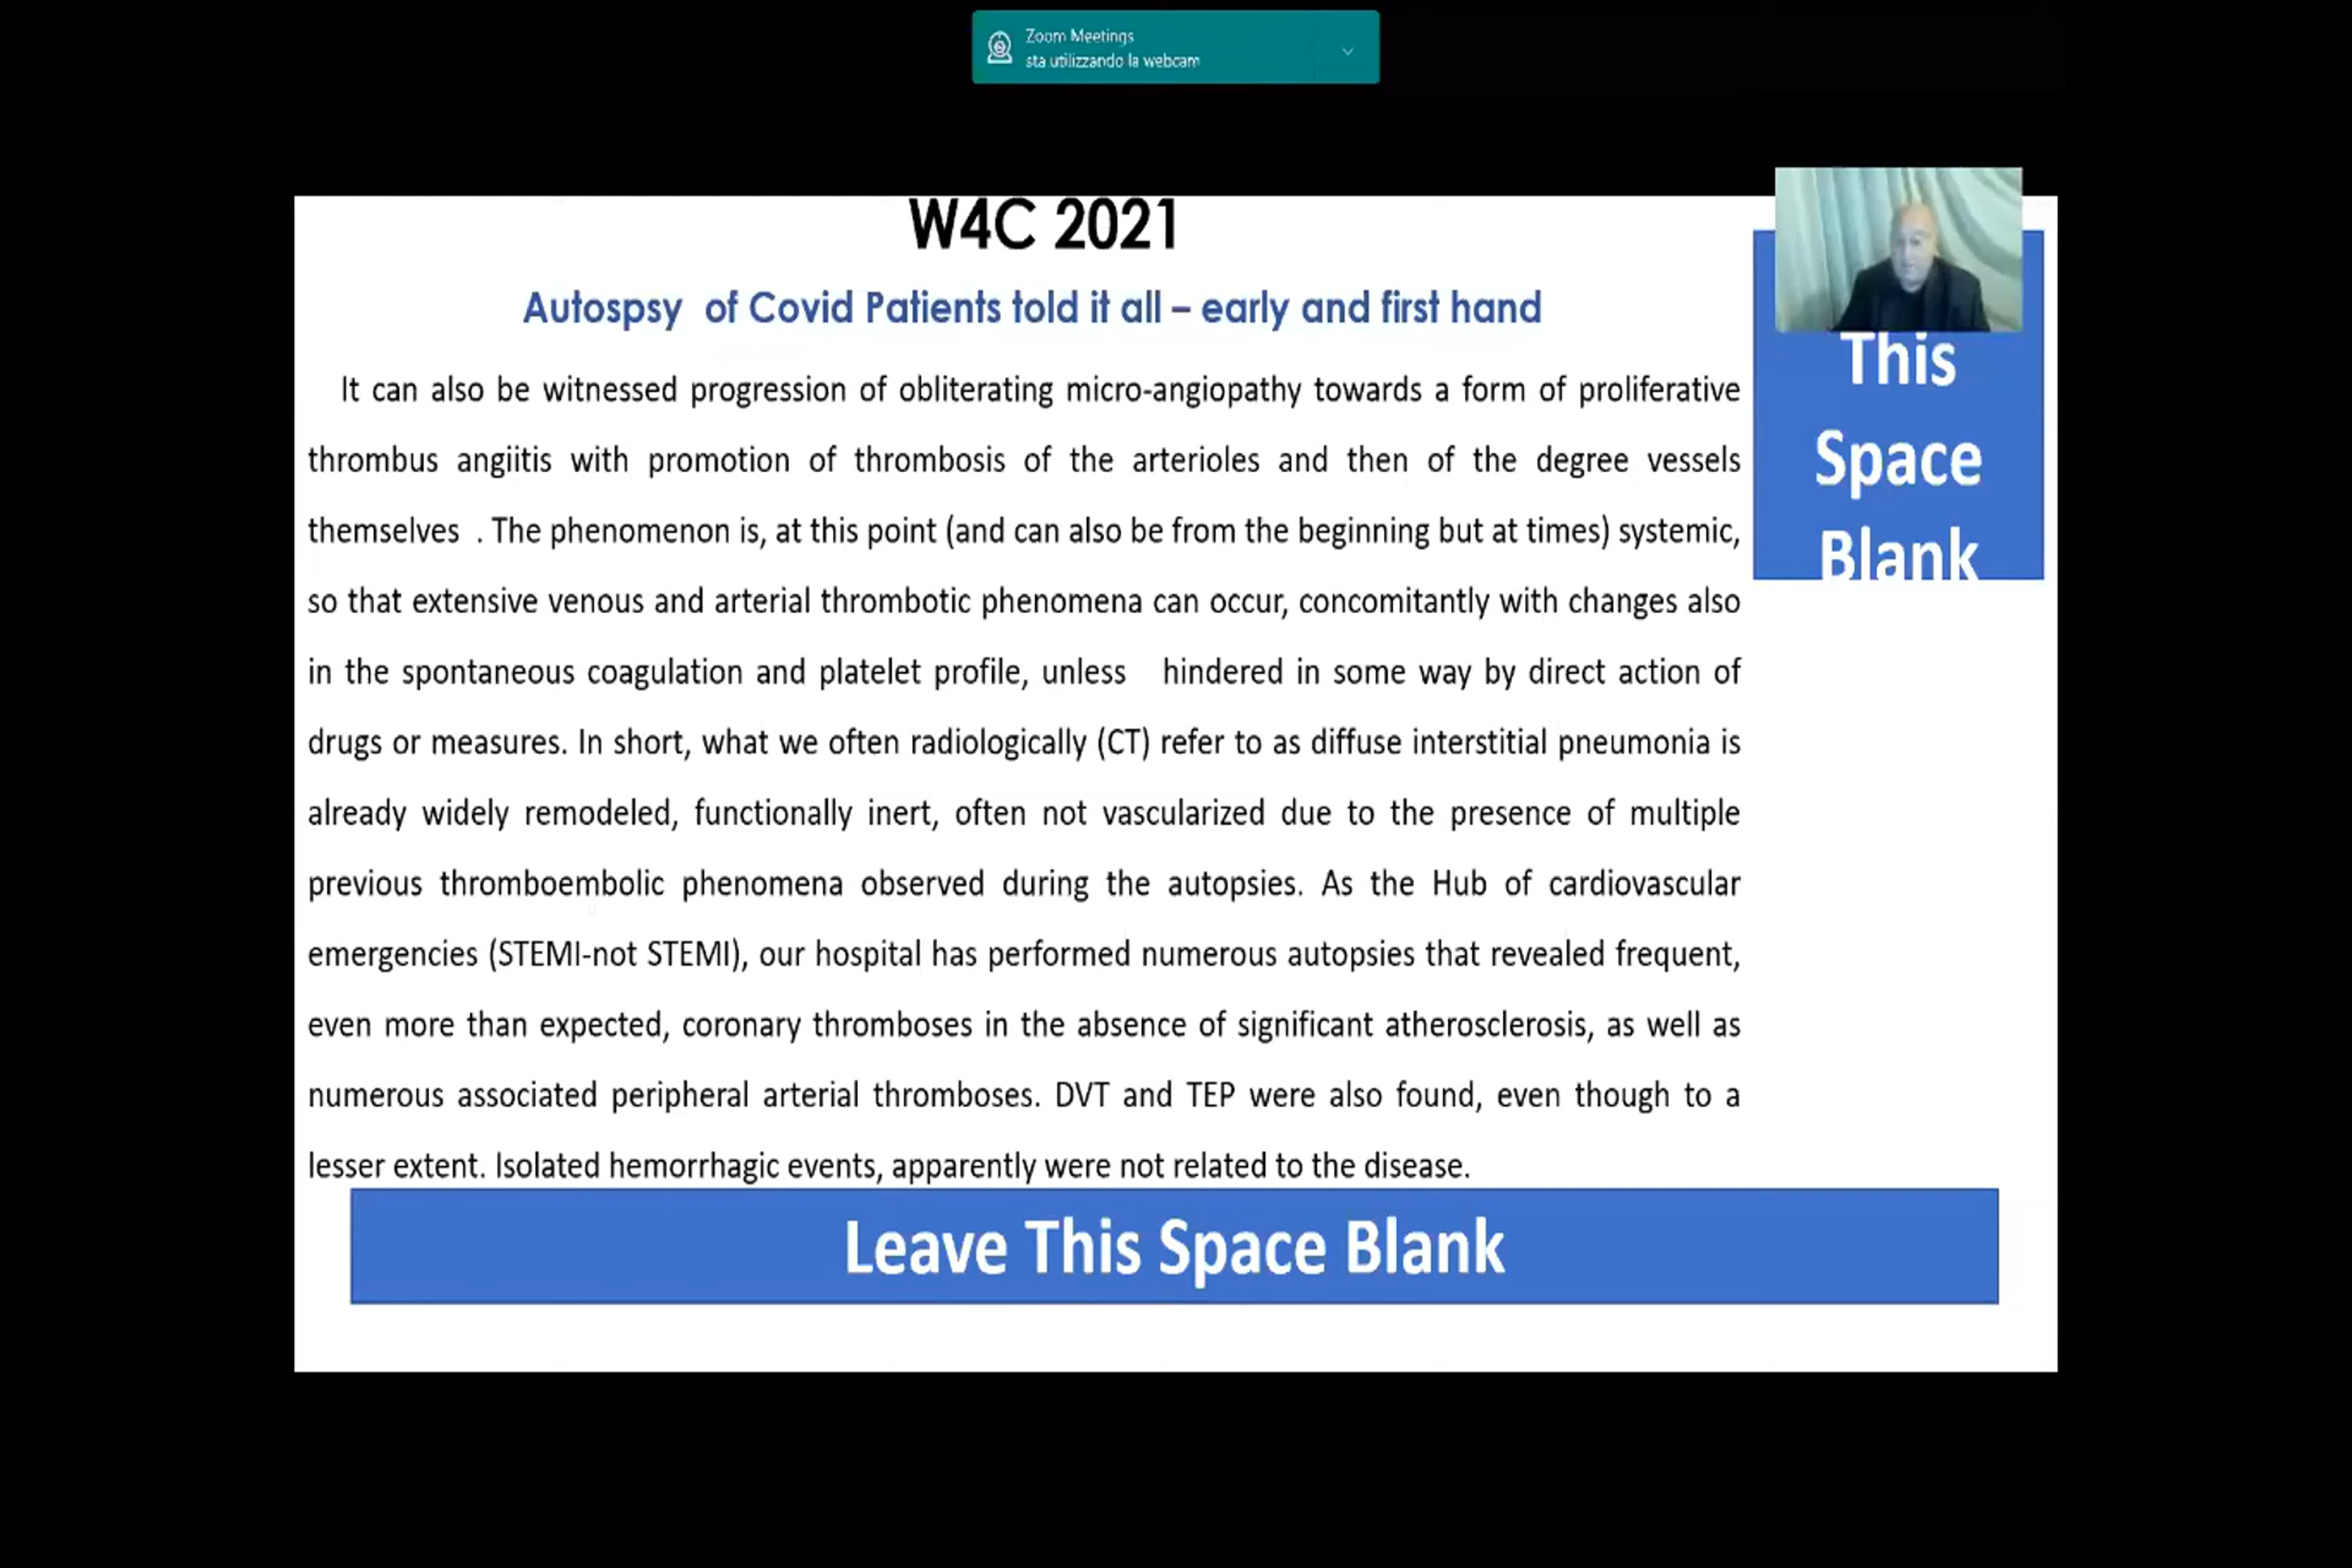 Zoom Meetings
sta utilizzando la webcam
W4C 2021
Autospsy of Covid Patients told it all – early and first hand
It can also be witnessed progression of obliterating micro-angiopathy towards a form of proliferative
thrombus angiitis with promotion of thrombosis of the arterioles and then of the degree vessels
themselves . The phenomenon is, at this point (and can also be from the beginning but at times) systemic,
so that extensive venous and arterial thrombotic phenomena can occur, concomitantly with changes also
in the spontaneous coagulation and platelet profile, unless hindered in some way by direct action of
drugs or measures. In short, what we often radiologically (CT) refer to as diffuse interstitial pneumonia is
already widely remodeled, functionally inert, often not vascularized due to the presence of multiple
previous thromboembolic phenomena observed during the autopsies. As the Hub of cardiovascular
emergencies (STEMI-not STEMI), our hospital has performed numerous autopsies that revealed frequent,
even more than expected, coronary thromboses in the absence of significant atherosclerosis, as well as
numerous associated peripheral arterial thromboses. DVT and TEP were also found, even though to a
lesser extent. Isolated hemorrhagic events, apparently were not related to the disease.
This
Space
Blank
Leave This Space Blank